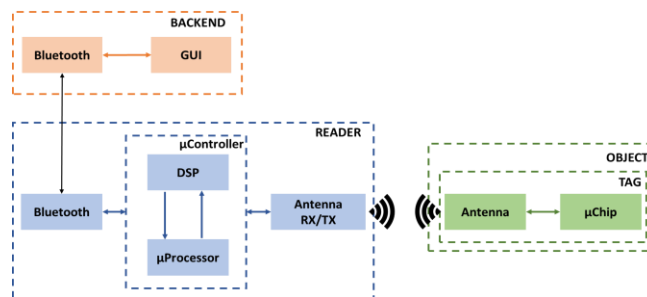 BACKEND
Bluetooth
GUI
READER
µController
DSP
Bluetooth
Antenna
RX/TX
µProcessor
OBJECT
TAG
Antenna
µChip